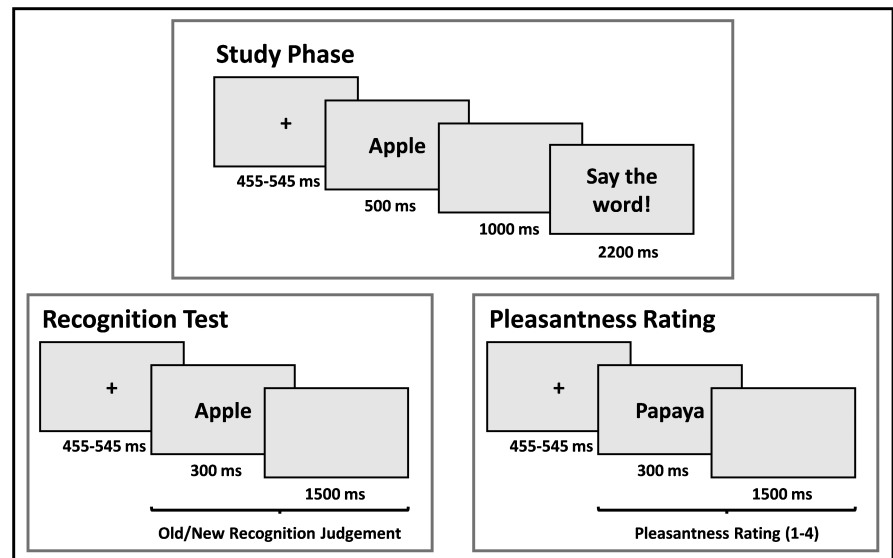 Study Phase
+
455-545 ms
Apple
500 ms
1000 ms
Say the
word!
2200 ms
Recognition Test
+
455-545 ms
Apple
300 ms
1500 ms
Old/New Recognition Judgement
Pleasantness Rating
+
455-545 ms
Papaya
300 ms
1500 ms
Pleasantness Rating (1-4)